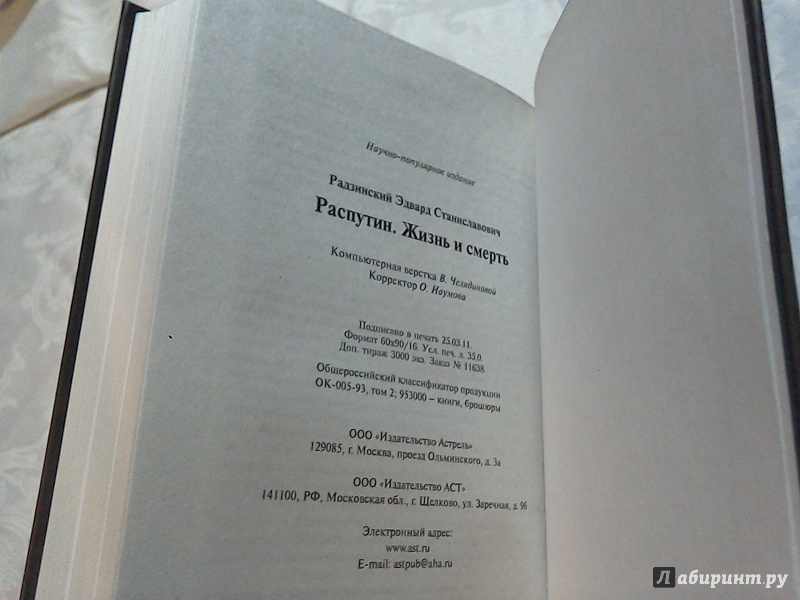 Научно-популярное издание
Радзинский Эдвард Станиславович
Распутин. Жизнь и смерть
Компьютерная верстка В. Челядиновой
Корректор О. Наумова
Подписано в печать 25.03.11.
Формат 60х90/16. Усл. печ. л. 35,0.
Доп. тираж 3000 экз. Заказ № 11638.
Общероссийский классификатор продукции
ОК-005-93, том 2; 953000 – книги, брошюры
ООО «Издательство Астрель»
129085, г. Москва, проезд Ольминского, д. 3а
ООО «Издательство АСТ»
141100, РФ, Московская обл., г. Щелково, ул. Заречная, д. 96
Электронный адрес:
www.ast.ru
E-mail: astpub@aha.ru
Лабиринт.ру